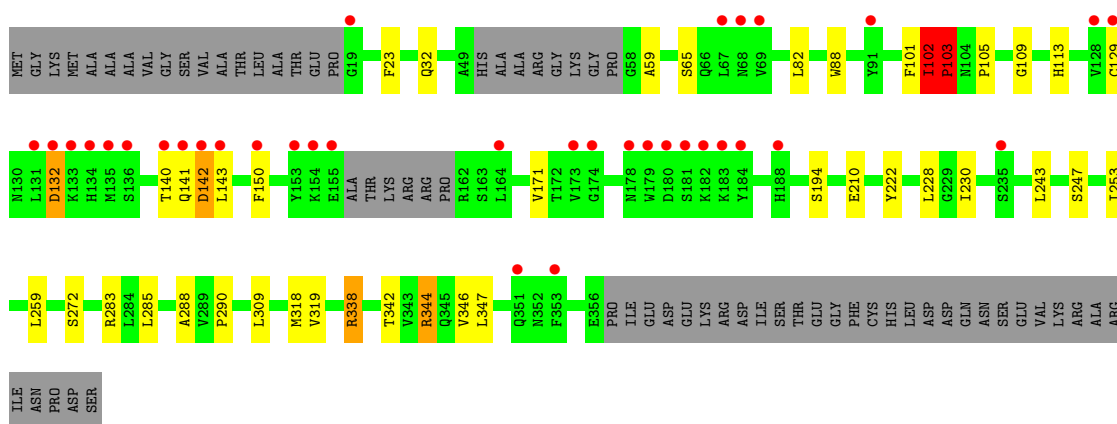 MET GLY LYS MET ALA ALA ALA ALA VAL GLY SER VAL ALA THR LEU ALA THR GLU PRO G19 F23 Q32 A49 HIS ALA ALA ARG GLY LYS GLY PRO G58 A59 S65 Q66 L67 N68 V69 L82 W88 Y91 F101 I102 P103 N104 P105 G109 H113 V128 C129
N130 L131 D132 K133 H134 M135 S136 T140 Q141 D142 L143 F150 Y153 K154 E155 ALA THR LYS ARG ARG PRO R162 S163 L164 V171 T172 V173 G174 N178 W179 D180 S181 K182 K183 Y184 H188 S194 E210 Y222 L228 G229 I230 S235 L243 S247 I253
L259 S272 R283 L284 L285 A288 V289 P290 L309 M318 V319 R338 T342 V343 R344 Q345 V346 L347 Q351 N352 F353 E356 PRO ILE GLU ASP ASP GLU LYS ARG ASP ILE SER THR GLU GLY PHE CYS HIS LEU ASP ASP GLN ASN SER GLU VAL LYS ARG ALA ARG
ILE ASN PRO ASP SER